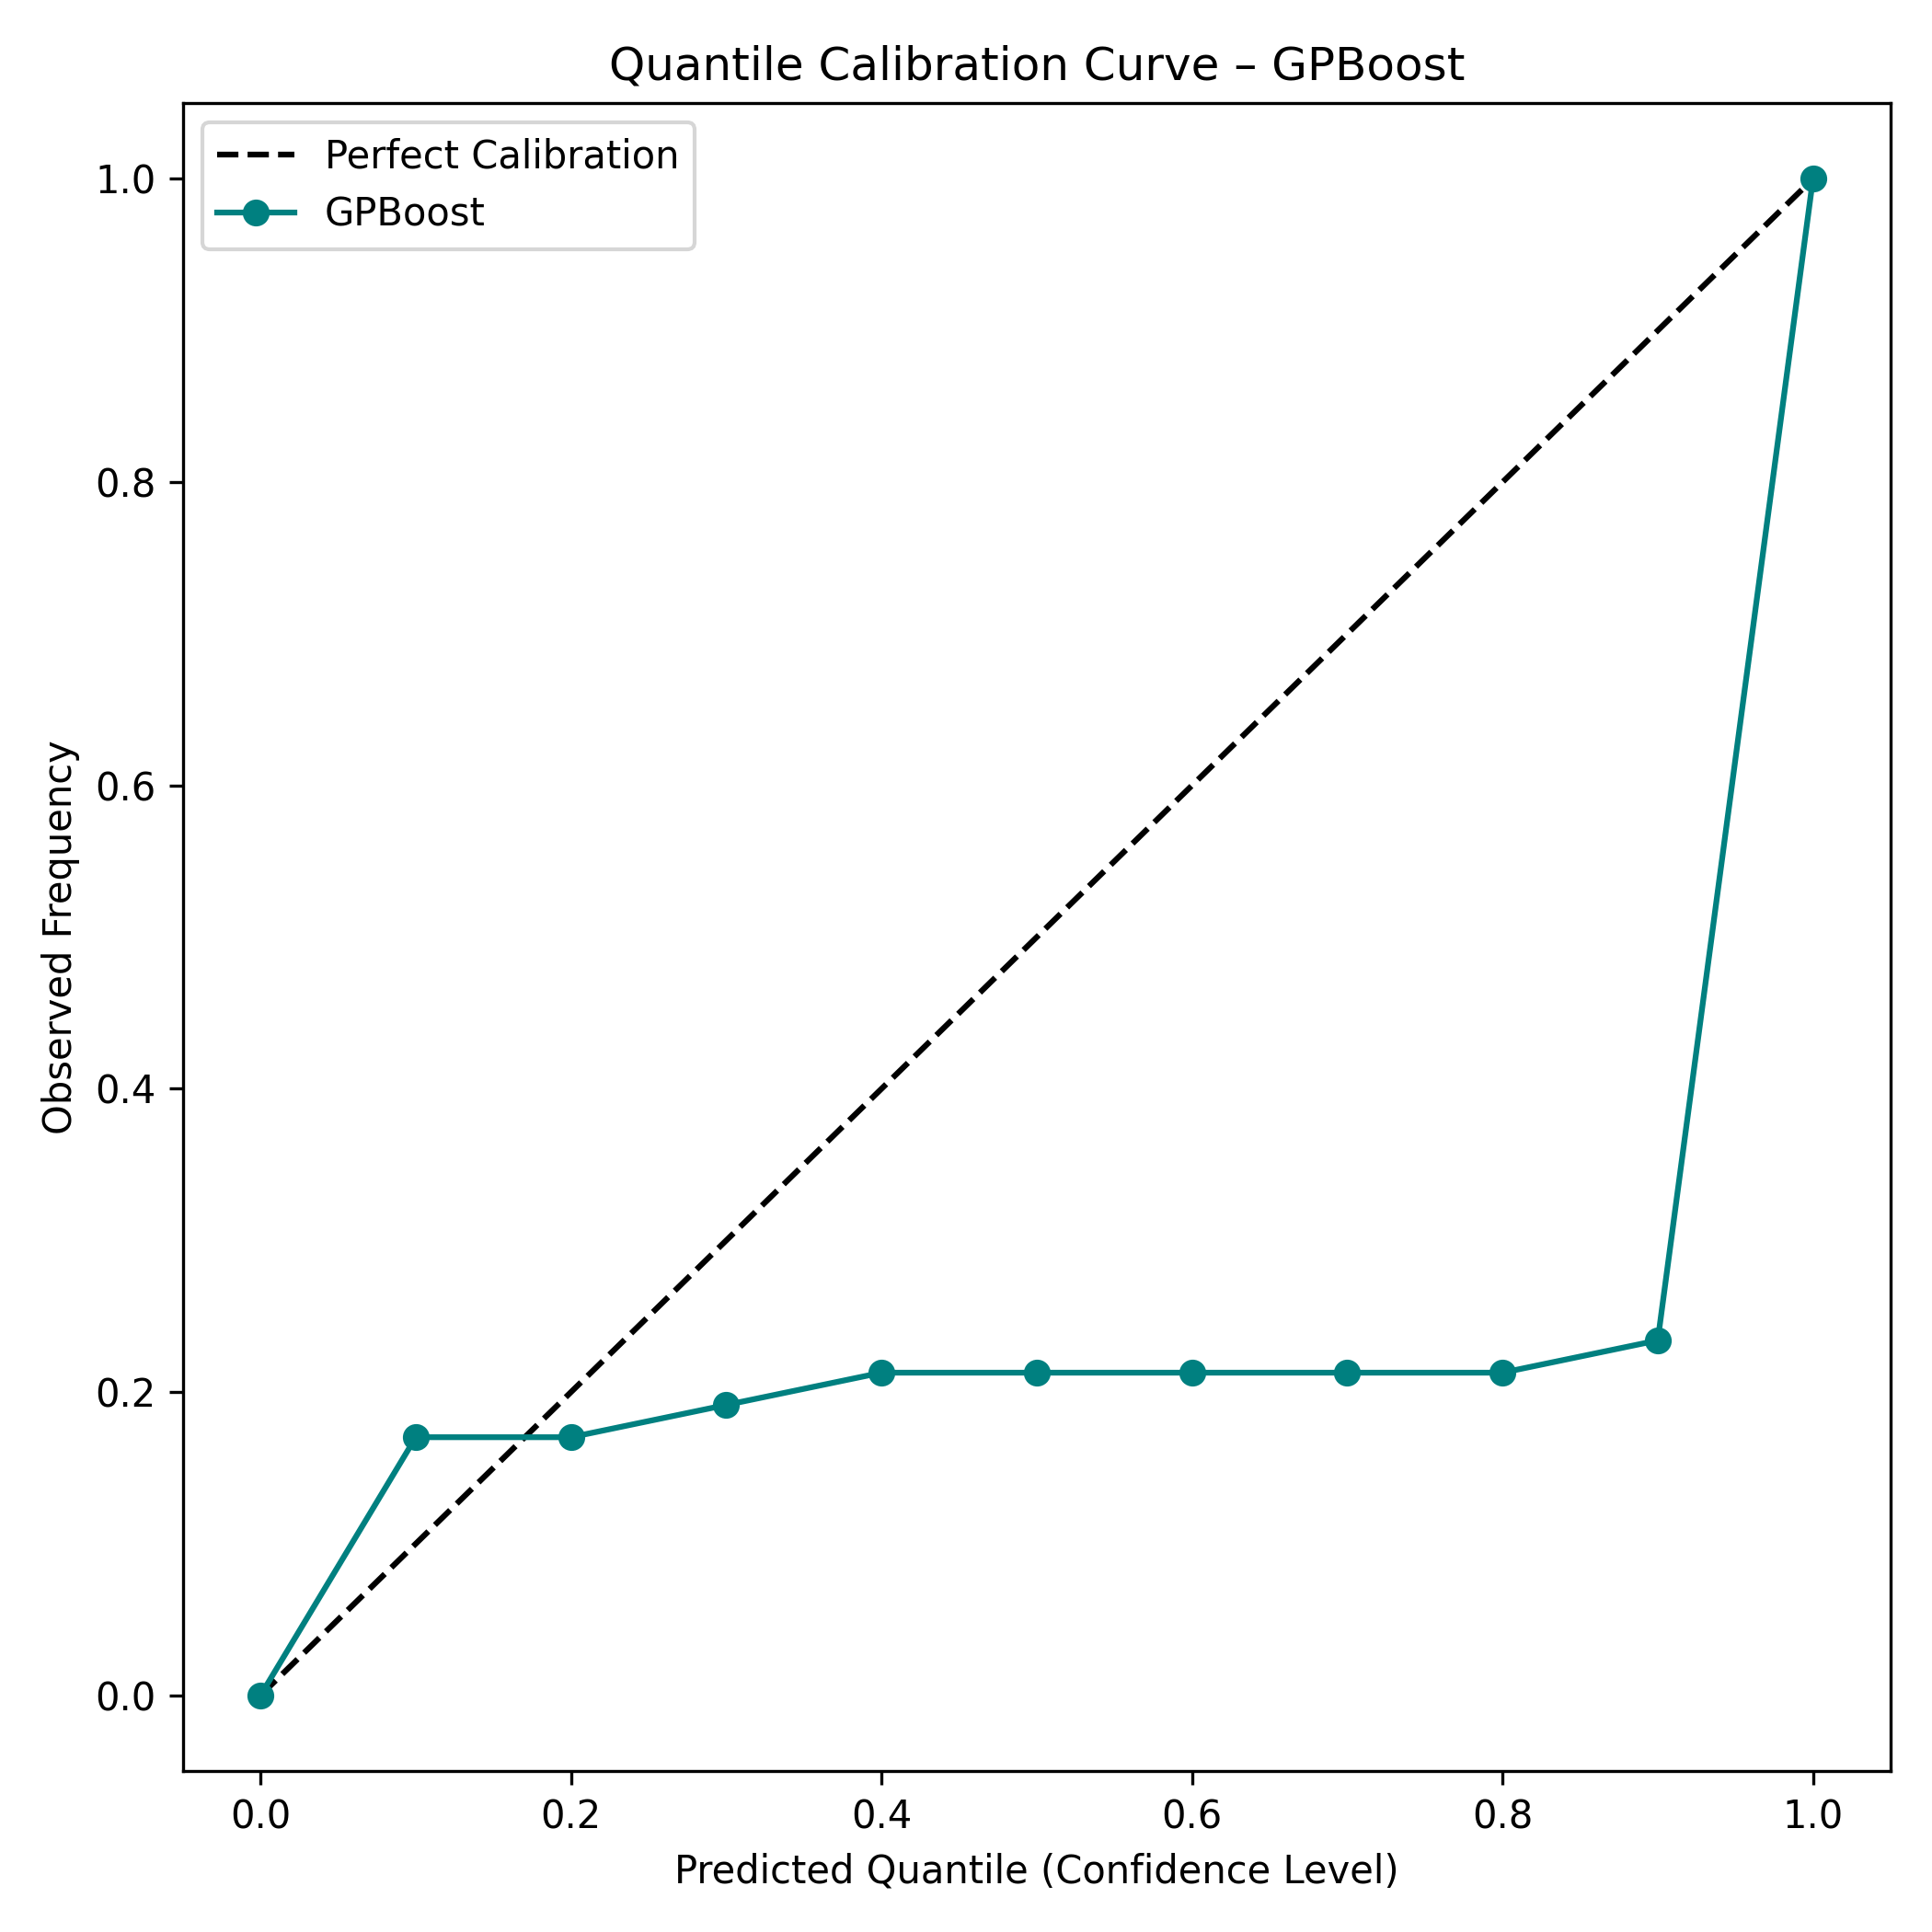 Quantile Calibration Curve – GPBoost
Perfect Calibration
GPBoost
1.0
0.8
0.6
0.4
0.2
0.0
Observed Frequency
0.0 0.2 0.4 0.6 0.8 1.0
Predicted Quantile (Confidence Level)